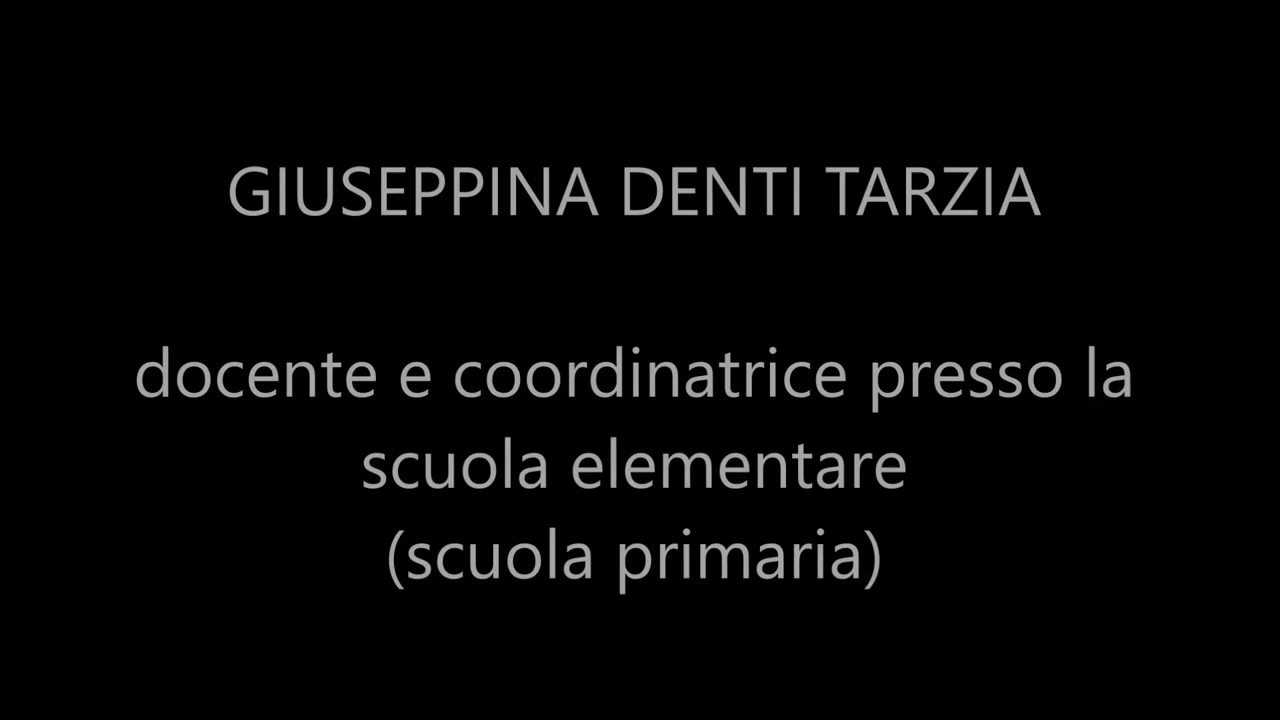 GIUSEPPINA DENTI TARZIA
docente e coordinatrice presso la
scuola elementare
(scuola primaria)